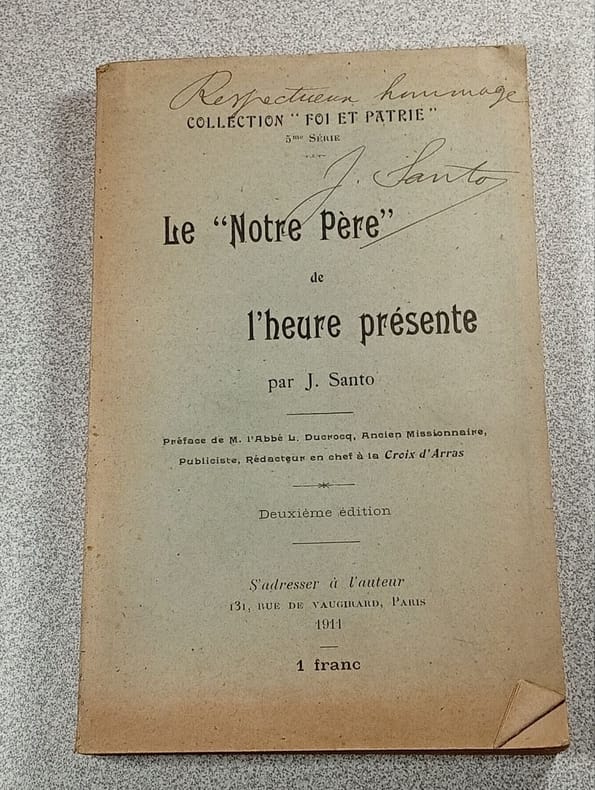 Respectueux hommage
COLLECTION "FOI ET PATRIE"
5me SÉRIE
J. Santo
Le "Notre Père"
de
l'heure présente
par J. Santo
Préface de M. l'Abbé L. Ducrocq, Ancien Missionnaire,
Publiciste, Rédacteur en chef à la Croix d'Arras
Deuxième édition
S'adresser à l'auteur
131, RUE DE VAUGIRARD, PARIS
1911
1 franc